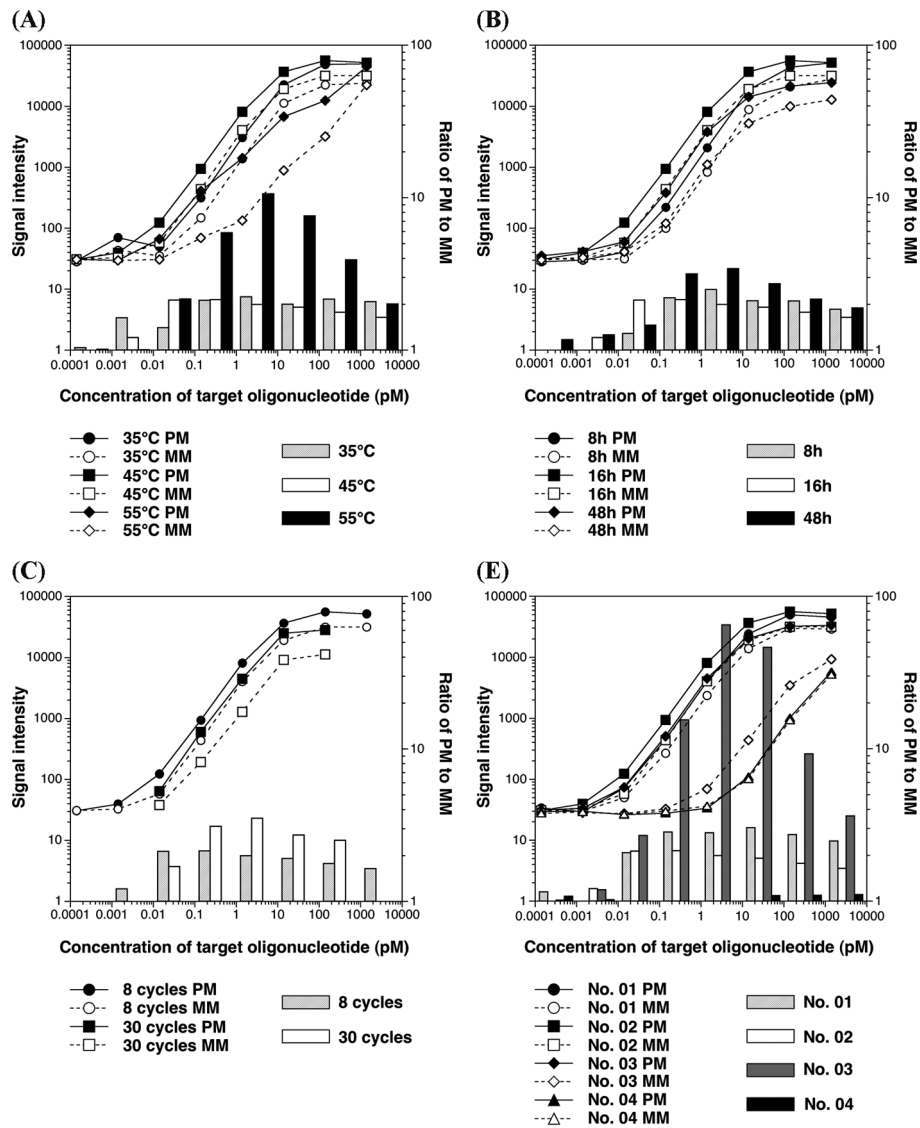 (A)
100000
10000
1000
100
10
1
100
10
1
Signal intensity
Ratio of PM to MM
0.0001 0.001 0.01 0.1 1 10 100 1000 10000
Concentration of target oligonucleotide (pM)
35°C PM
35°C MM
45°C PM
45°C MM
55°C PM
55°C MM
35°C
45°C
55°C
(B)
100000
10000
1000
100
10
1
100
10
1
Signal intensity
Ratio of PM to MM
0.0001 0.001 0.01 0.1 1 10 100 1000 10000
Concentration of target oligonucleotide (pM)
8h PM
8h MM
16h PM
16h MM
48h PM
48h MM
8h
16h
48h
(C)
100000
10000
1000
100
10
1
100
10
1
Signal intensity
Ratio of PM to MM
0.0001 0.001 0.01 0.1 1 10 100 1000 10000
Concentration of target oligonucleotide (pM)
8 cycles PM
8 cycles MM
30 cycles PM
30 cycles MM
8 cycles
30 cycles
(E)
100000
10000
1000
100
10
1
100
10
1
Signal intensity
Ratio of PM to MM
0.0001 0.001 0.01 0.1 1 10 100 1000 10000
Concentration of target oligonucleotide (pM)
No. 01 PM
No. 01 MM
No. 02 PM
No. 02 MM
No. 03 PM
No. 03 MM
No. 04 PM
No. 04 MM
No. 01
No. 02
No. 03
No. 04